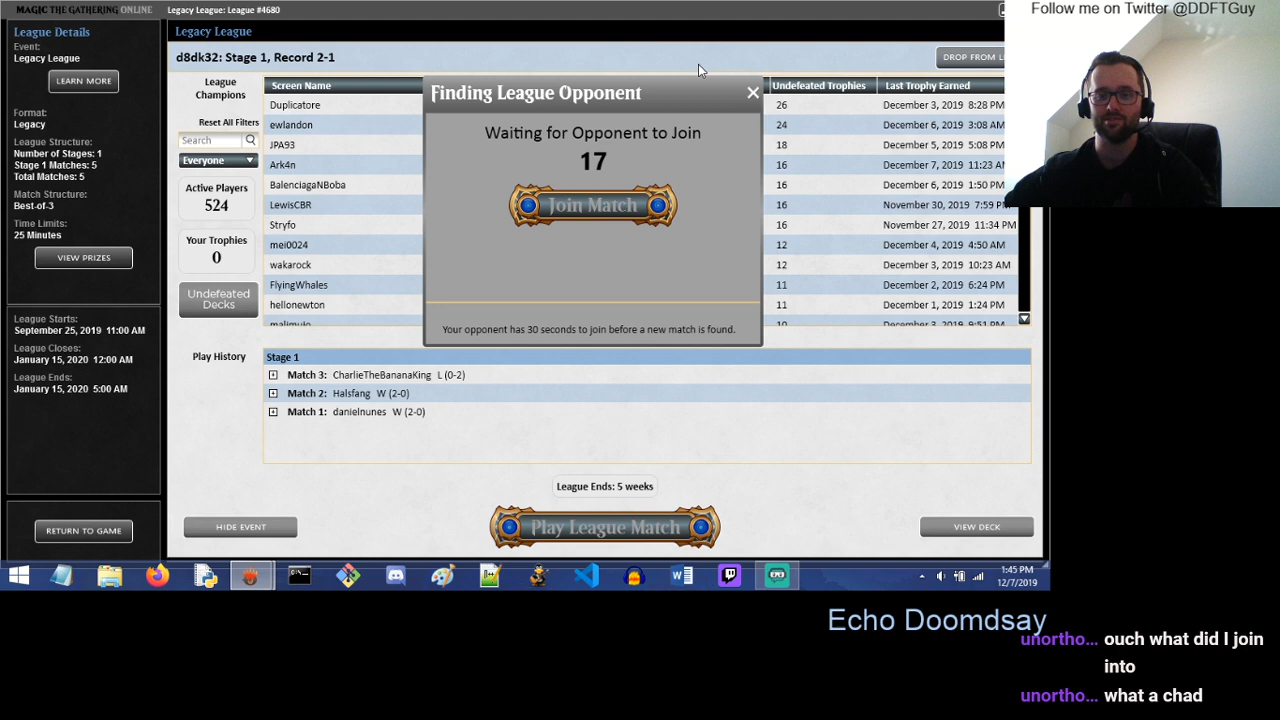 MAGIC THE GATHERING ONLINE
Legacy League: League #4680
Follow me on Twitter @DDFTGuy
League Details
Event:
Legacy League
LEARN MORE
Format:
Legacy
League Structure:
Number of Stages: 1
Stage 1 Matches: 5
Total Matches: 5
Match Structure:
Best-of-3
Time Limits:
25 Minutes
VIEW PRIZES
League Starts:
September 25, 2019 11:00 AM
League Closes:
January 15, 2020 12:00 AM
League Ends:
January 15, 2020 5:00 AM
RETURN TO GAME
Legacy League
d8dk32: Stage 1, Record 2-1
DROP FROM
League
Champions
Reset All Filters
Search
Everyone
Active Players
524
Your Trophies
0
Undefeated
Decks
Screen Name Undefeated Trophies Last Trophy Earned
Duplicatore 26 December 3, 2019 8:28 PM
ewlandon 24 December 6, 2019 3:08 AM
JPA93 18 December 5, 2019 5:08 PM
Ark4n 16 December 7, 2019 11:23 AM
BalenciagaNBoba 16 December 6, 2019 1:50 PM
LewisCBR 16 November 30, 2019 7:59 PM
Stryfo 16 November 27, 2019 11:34 PM
mei0024 12 December 4, 2019 4:50 AM
wakarock 12 December 3, 2019 10:23 AM
FlyingWhales 11 December 2, 2019 6:24 PM
hellonewton 11 December 1, 2019 1:24 PM
10 December 3, 2019 9:51 PM
Finding League Opponent
Waiting for Opponent to Join
17
Join Match
Your opponent has 30 seconds to join before a new match is found.
Play History
Stage 1
Match 3: CharlieTheBananaKing L (0-2)
Match 2: Halsfang W (2-0)
Match 1: danielnunes W (2-0)
League Ends: 5 weeks
HIDE EVENT
Play League Match
VIEW DECK
1:45 PM
12/7/2019
Echo Doomdsay
unortho... ouch what did I join
into
unortho... what a chad